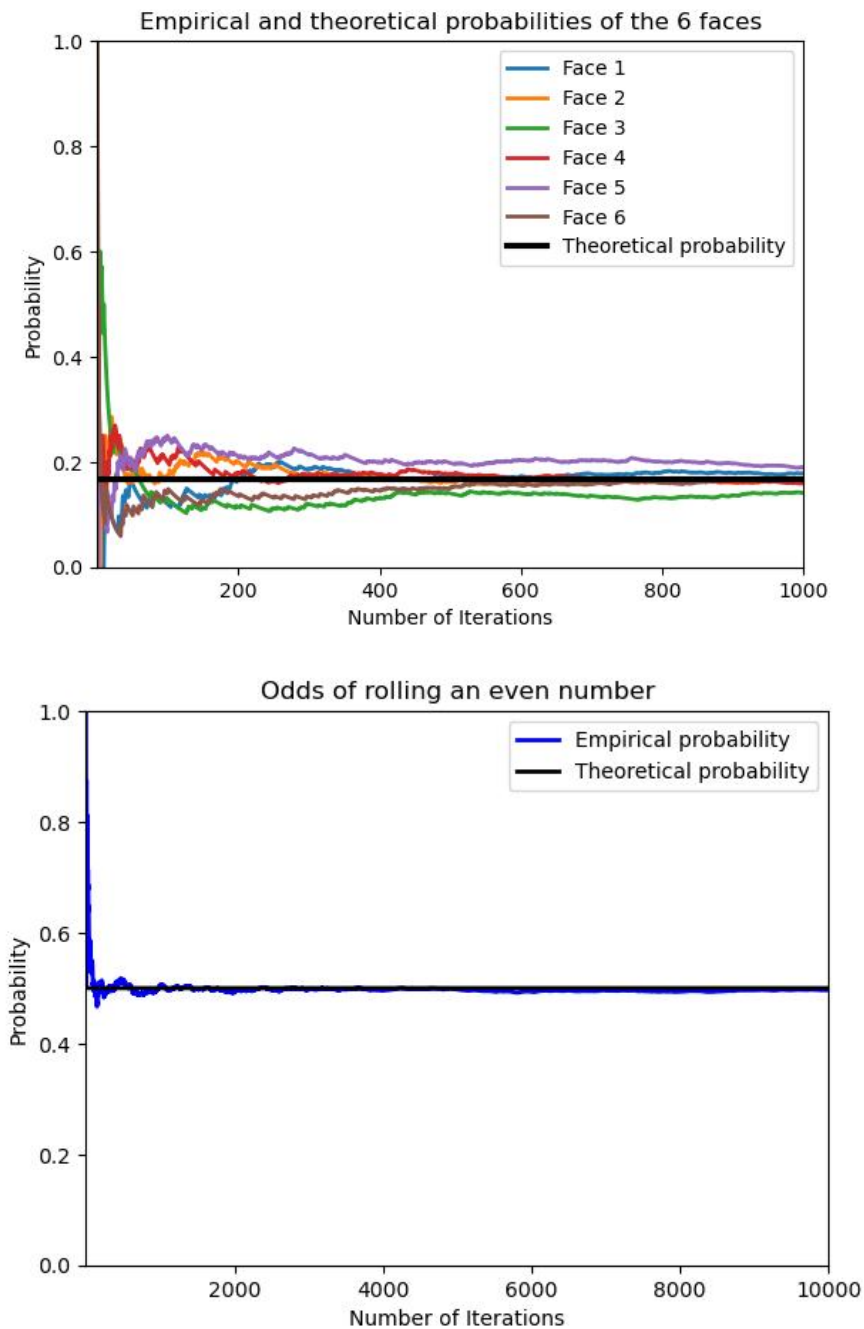 Empirical and theoretical probabilities of the 6 faces
1.0
Face 1
Face 2
Face 3
0.8
Face 4
Face 5
Face 6
0.6
Theoretical probability
Probability
0.4
0.2
0.0
200 400 600 800 1000
Number of Iterations
Odds of rolling an even number
1.0
Empirical probability
Theoretical probability
0.8
0.6
Probability
0.4
0.2
0.0
2000 4000 6000 8000 10000
Number of Iterations